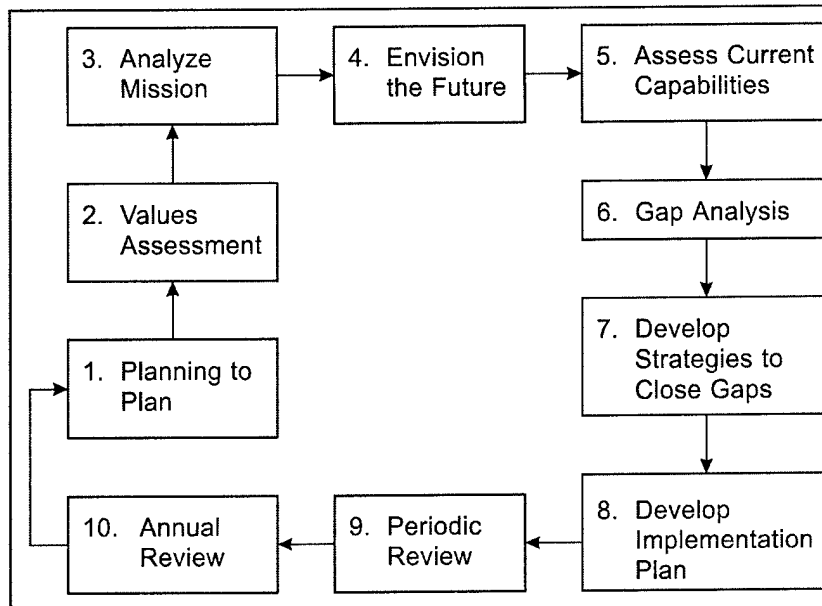 1. Planning to
Plan
2. Values
Assessment
3. Analyze
Mission
4. Envision
the Future
5. Assess Current
Capabilities
6. Gap Analysis
7. Develop
Strategies to
Close Gaps
8. Develop
Implementation
Plan
9. Periodic
Review
10. Annual
Review